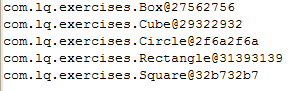 com.lq.exercises.Box@27562756
com.lq.exercises.Cube@29322932
com.lq.exercises.Circle@2f6a2f6a
com.lq.exercises.Rectangle@31393139
com.lq.exercises.Square@32b732b7